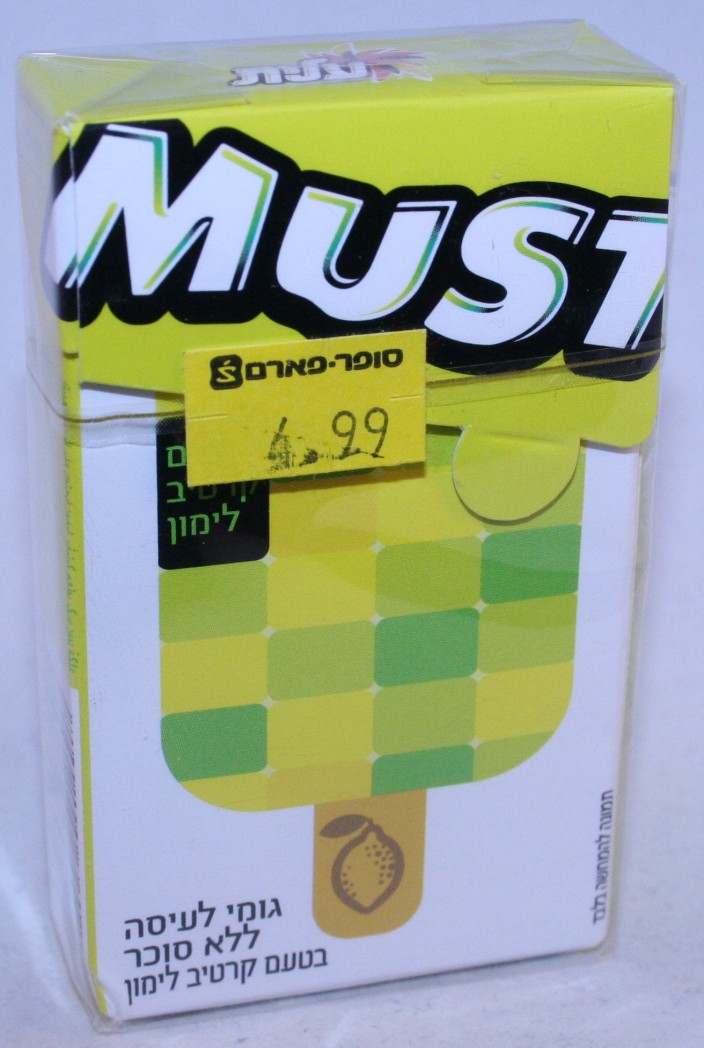 עלית
MUST
סופר-פארם
4.99
קרטיב
לימון
גומי לעיסה
ללא סוכר
בטעם קרטיב לימון
תמונה להמחשה בלבד